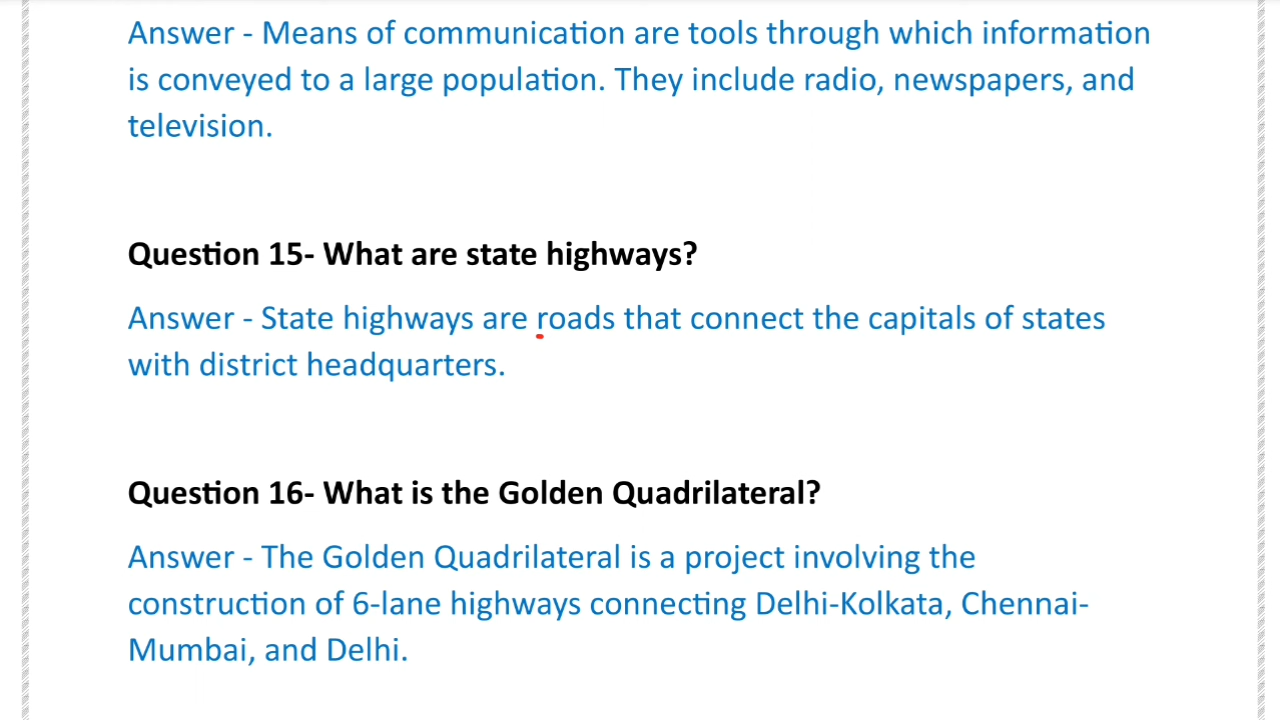 Answer - Means of communication are tools through which information
is conveyed to a large population. They include radio, newspapers, and
television.
Question 15- What are state highways?
Answer - State highways are roads that connect the capitals of states
with district headquarters.
Question 16- What is the Golden Quadrilateral?
Answer - The Golden Quadrilateral is a project involving the
construction of 6-lane highways connecting Delhi-Kolkata, Chennai-
Mumbai, and Delhi.